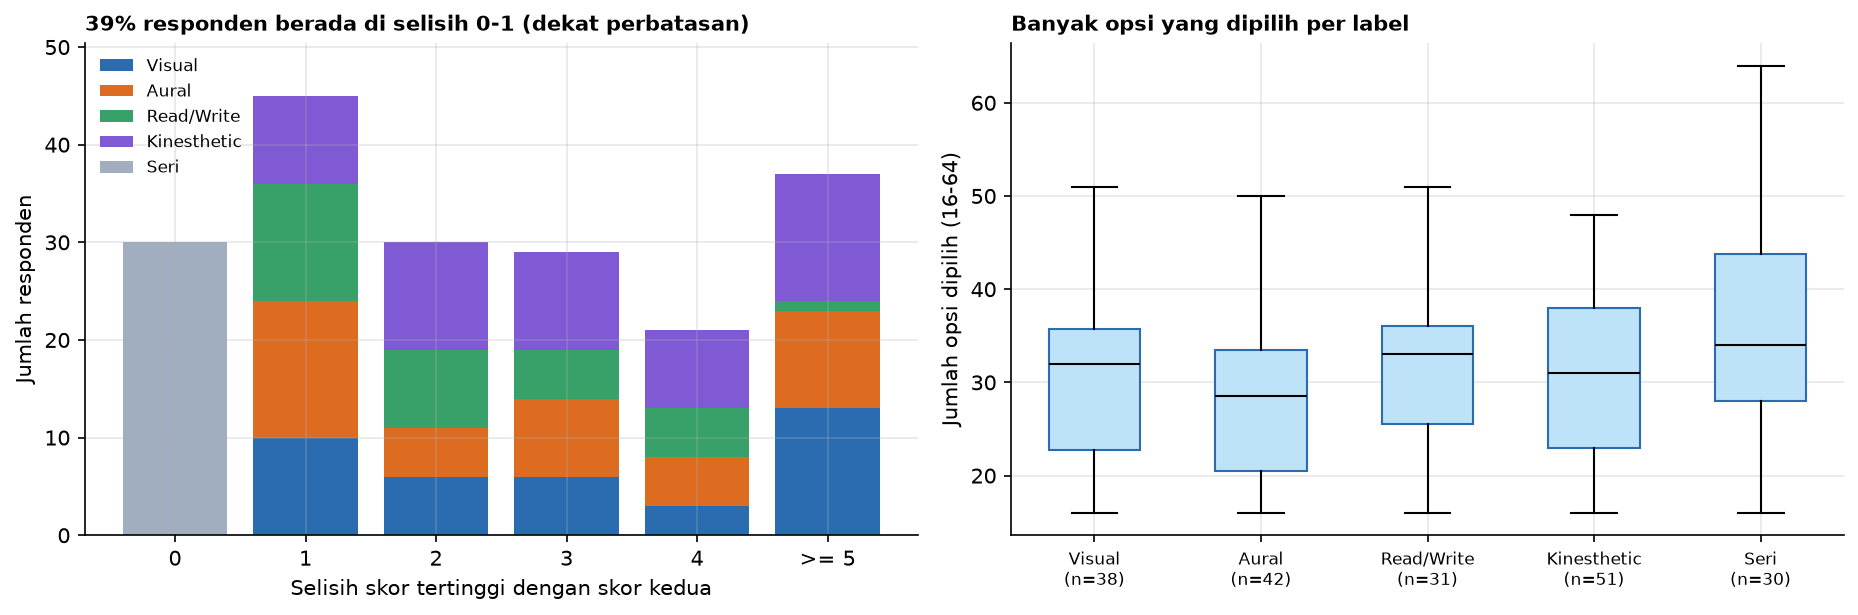 39% responden berada di selisih 0-1 (dekat perbatasan)
50
40
30
20
10
0
Jumlah responden
Visual
Aural
Read/Write
Kinesthetic
Seri
0 1 2 3 4 >= 5
Selisih skor tertinggi dengan skor kedua
Banyak opsi yang dipilih per label
60
50
40
30
20
Jumlah opsi dipilih (16-64)
Visual Aural Read/Write Kinesthetic Seri
(n=38) (n=42) (n=31) (n=51) (n=30)